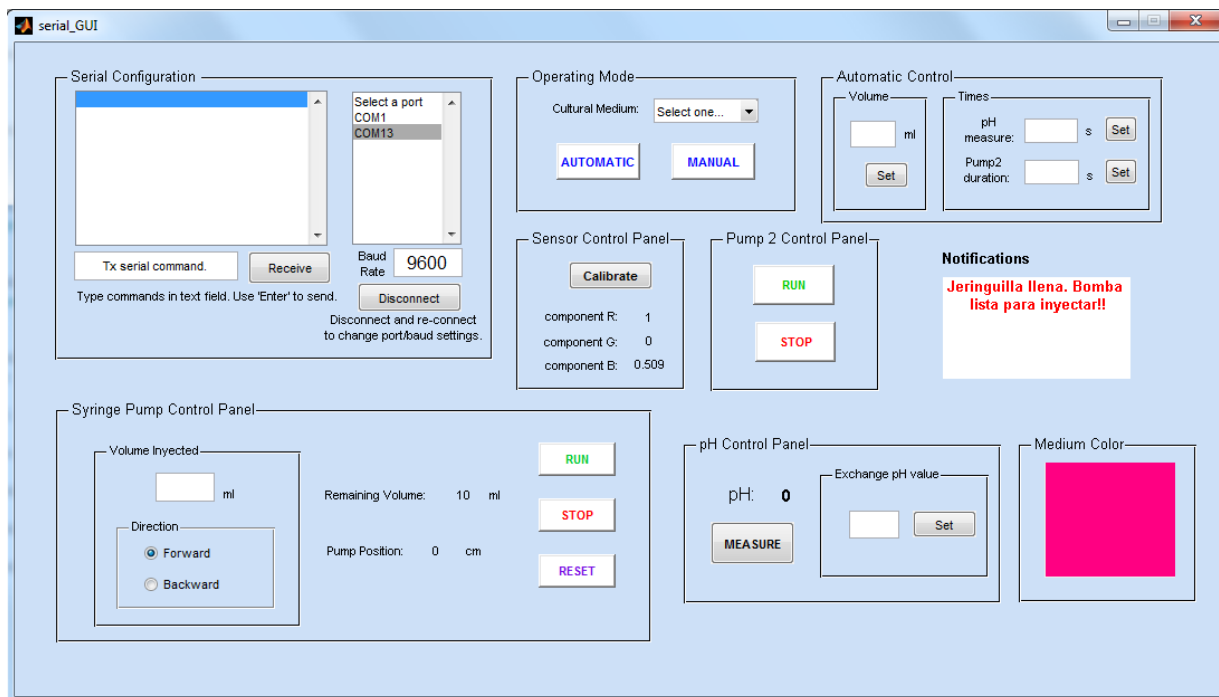 serial_GUI
Serial Configuration
Select a port
COM1
COM13
Tx serial command.
Receive
Baud
Rate
9600
Type commands in text field. Use 'Enter' to send.
Disconnect
Disconnect and re-connect
to change port/baud settings.
Operating Mode
Cultural Medium:
Select one...
AUTOMATIC
MANUAL
Automatic Control
Volume
ml
Set
Times
pH
measure:
s
Set
Pump2
duration:
s
Set
Sensor Control Panel
Calibrate
component R: 1
component G: 0
component B: 0.509
Pump 2 Control Panel
RUN
STOP
Notifications
Jeringuilla llena. Bomba
lista para inyectar!!
Syringe Pump Control Panel
Volume Inyected
ml
Direction
Forward
Backward
Remaining Volume: 10 ml
Pump Position: 0 cm
RUN
STOP
RESET
pH Control Panel
pH: 0
MEASURE
Exchange pH value
Set
Medium Color